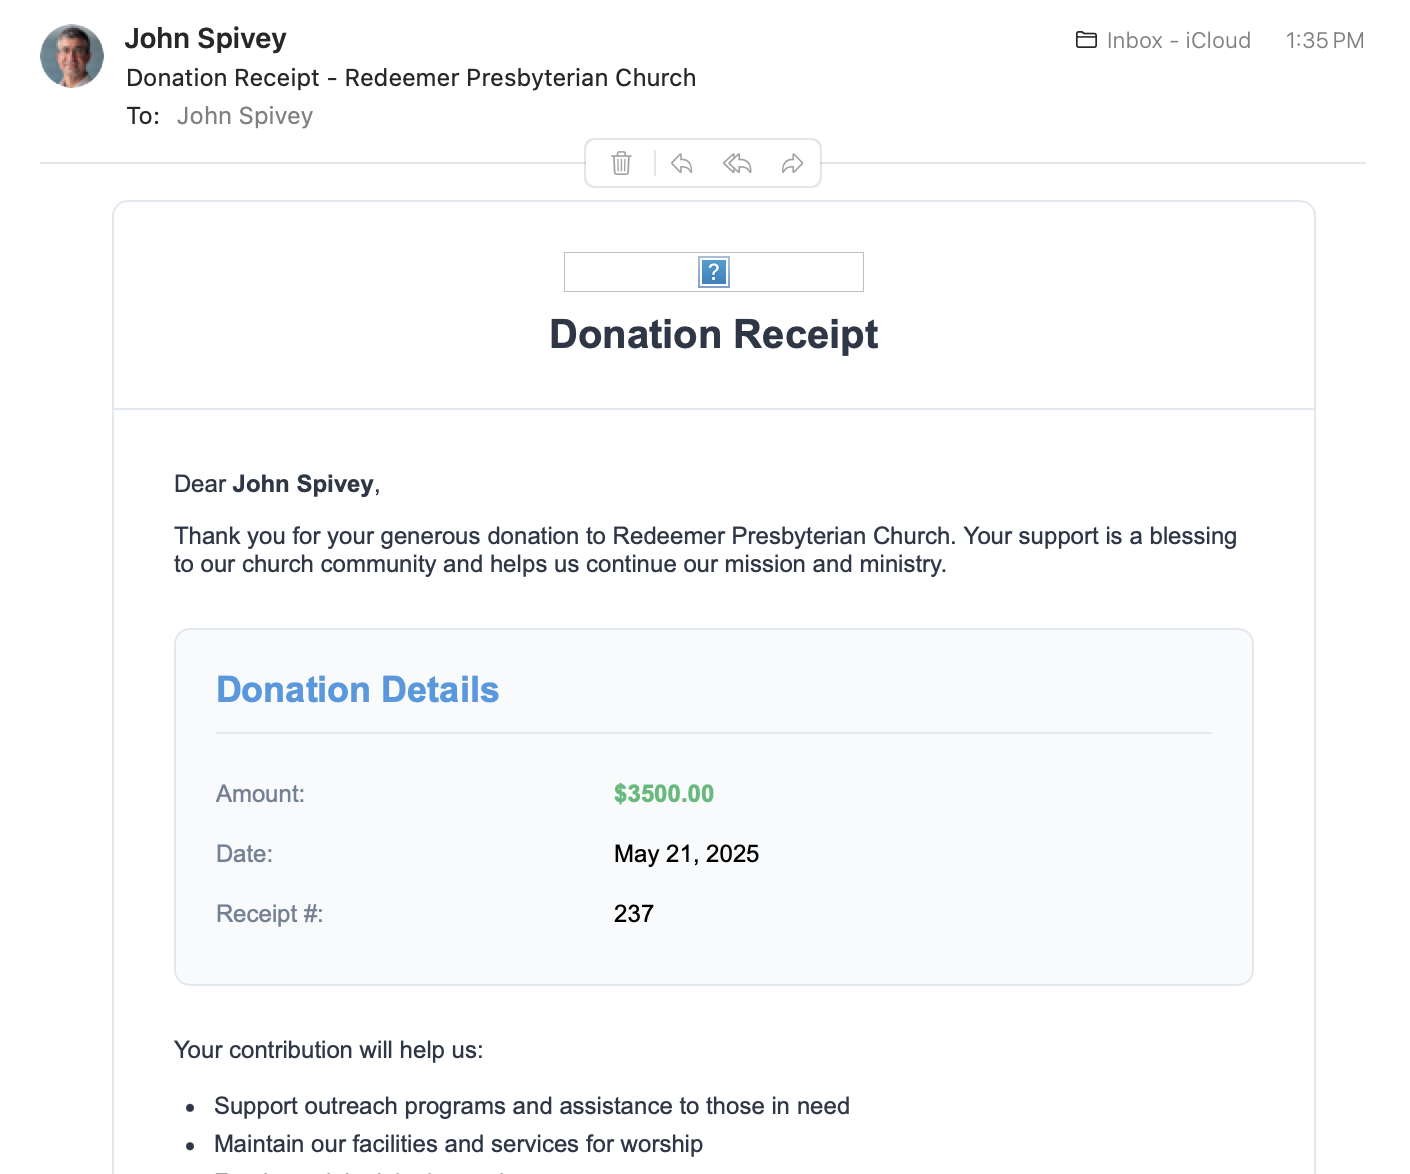 John Spivey
Inbox - iCloud
1:35 PM
Donation Receipt - Redeemer Presbyterian Church
To: John Spivey
?
Donation Receipt
Dear John Spivey,
Thank you for your generous donation to Redeemer Presbyterian Church. Your support is a blessing
to our church community and helps us continue our mission and ministry.
Donation Details
Amount: $3500.00
Date: May 21, 2025
Receipt #: 237
Your contribution will help us:
• Support outreach programs and assistance to those in need
• Maintain our facilities and services for worship